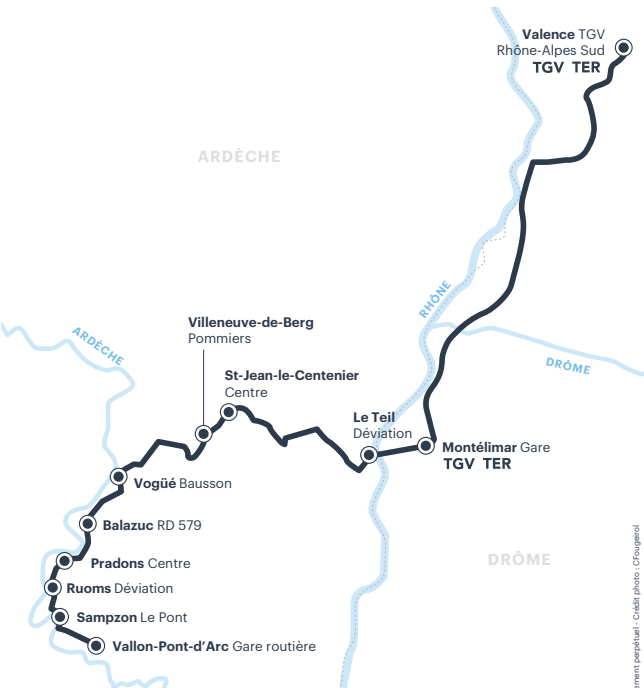 Valence TGV
Rhône-Alpes Sud
TGV TER
ARDÈCHE
RHÔNE
Villeneuve-de-Berg
Pommiers
ARDÈCHE
DRÔME
St-Jean-le-Centenier
Centre
Le Teil
Déviation
Montélimar Gare
TGV TER
Vogüé Bausson
Balazuc RD 579
DRÔME
Pradons Centre
Ruoms Déviation
Sampzon Le Pont
Vallon-Pont-d’Arc Gare routière
ment perpétuel - Crédit photo : CFougeirol